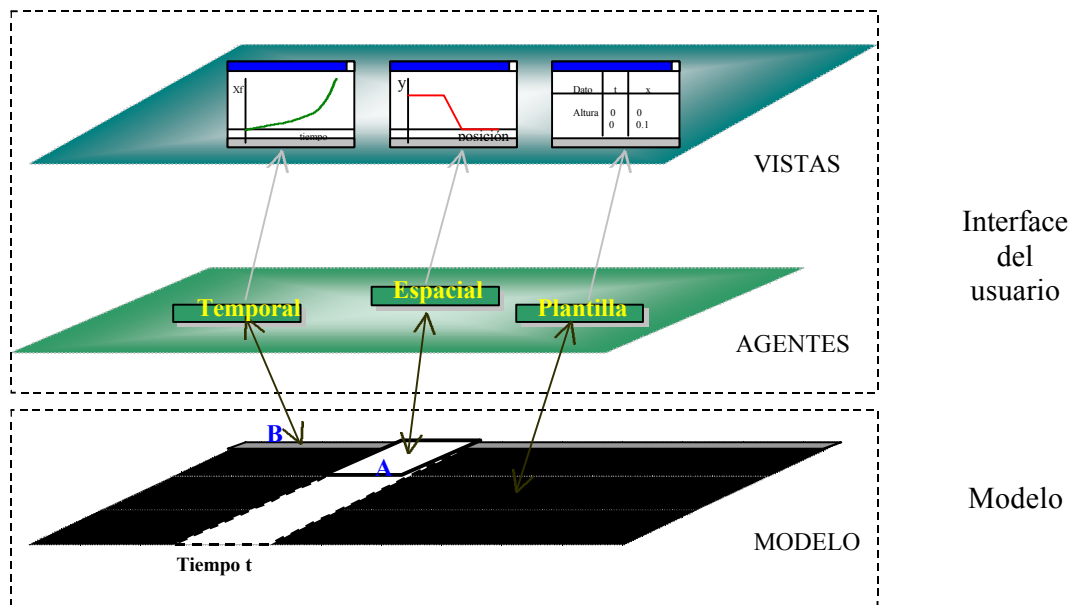 Xf
tiempo
y
posición
Dato t x
Altura 0 0
0 0.1
VISTAS
Interface
del
usuario
Temporal
Espacial
Plantilla
AGENTES
B
A
Modelo
MODELO
Tiempo t